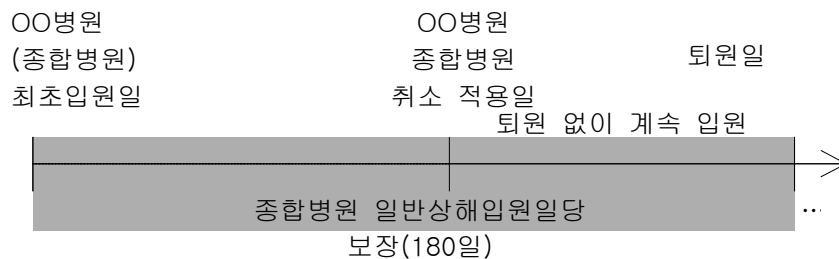 OO병원
(종합병원)
최초입원일
OO병원
종합병원
취소 적용일
퇴원일
퇴원 없이 계속 입원
종합병원 일반상해입원일당
…
보장(180일)